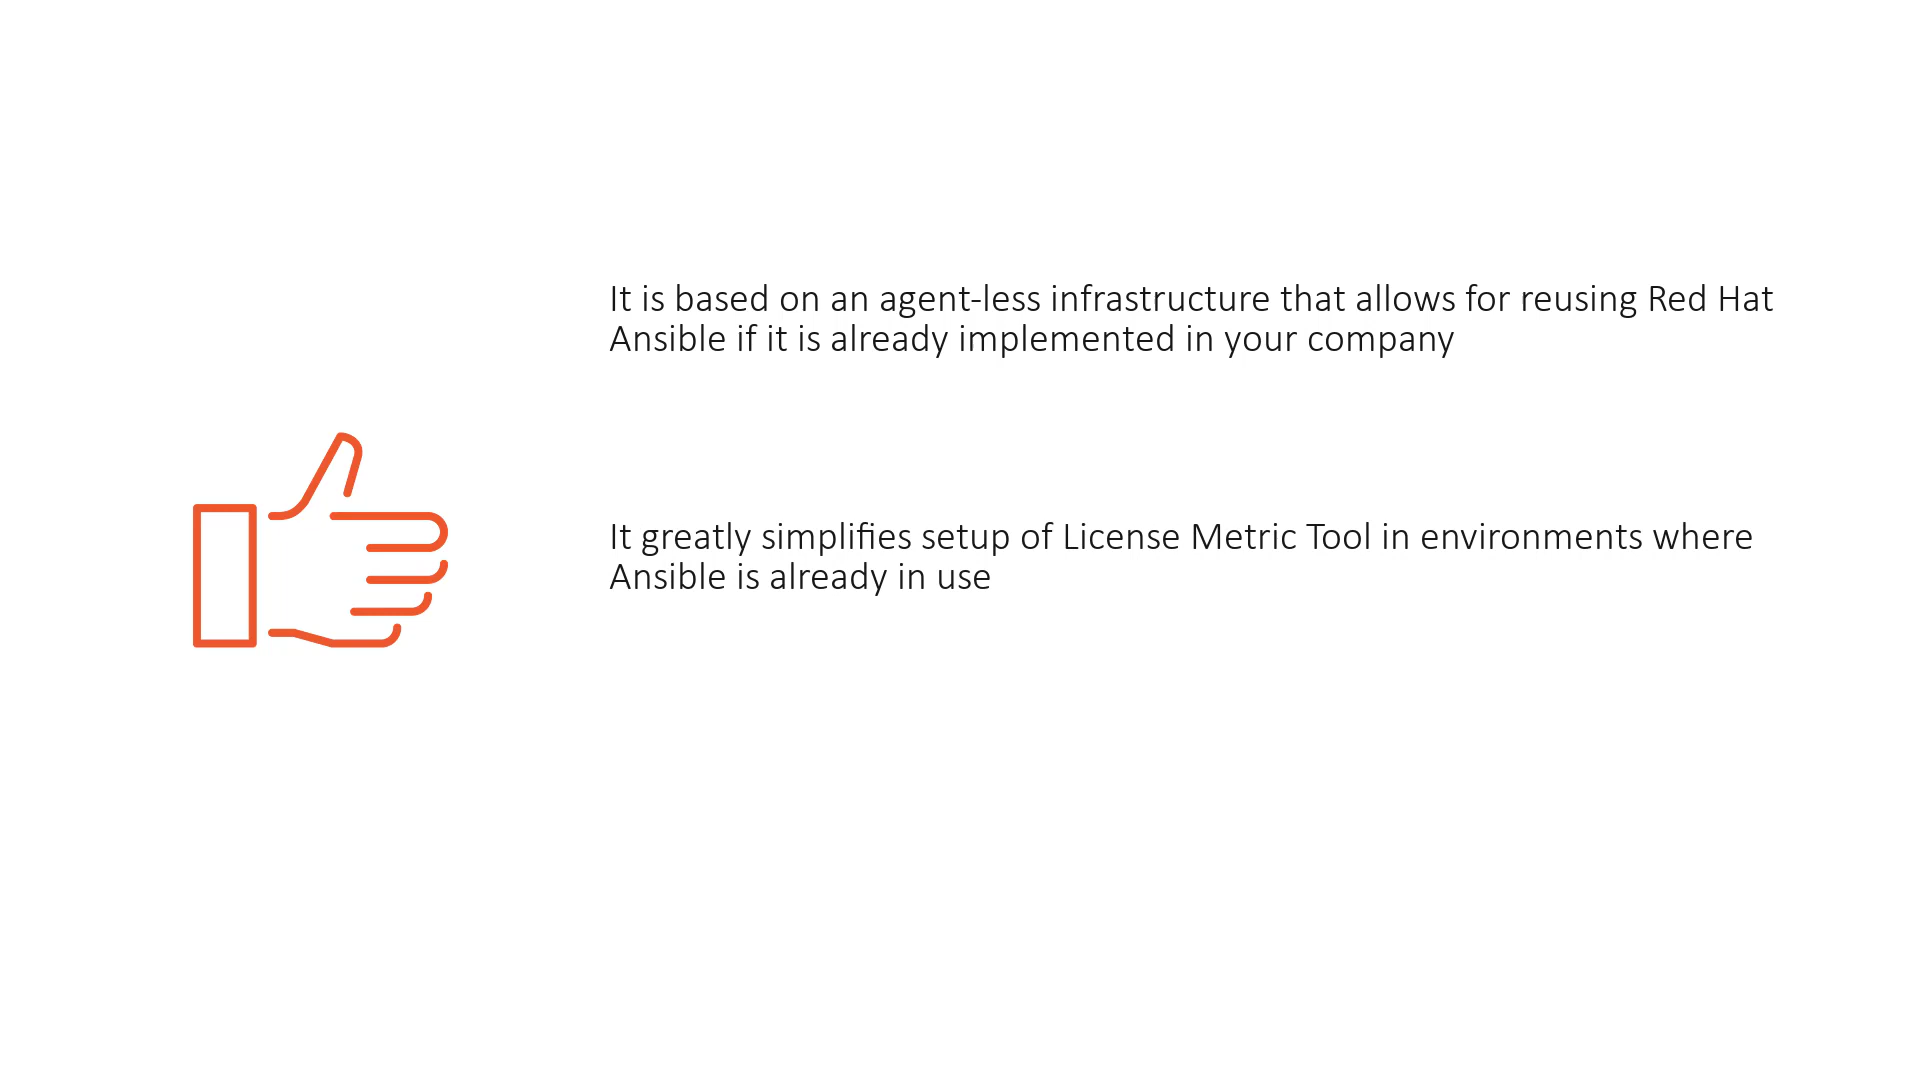 It is based on an agent-less infrastructure that allows for reusing Red Hat
Ansible if it is already implemented in your company
It greatly simplifies setup of License Metric Tool in environments where
Ansible is already in use